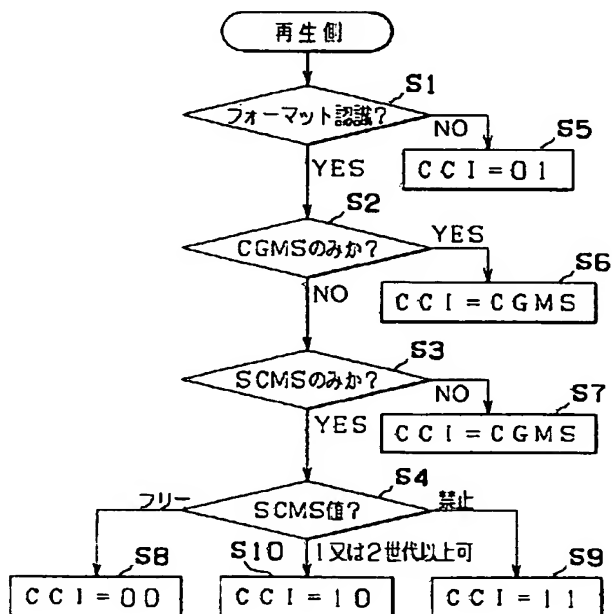 再生側
S1
フォーマット認識?
NO
S5
YES
CCI=01
S2
CGMSのみか?
YES
S6
NO
CCI=CGMS
S3
SCMSのみか?
NO
S7
YES
CCI=CGMS
S4
フリー
SCMS値?
禁止
S8
S10
1又は2世代以上可
S9
CCI=00
CCI=10
CCI=11